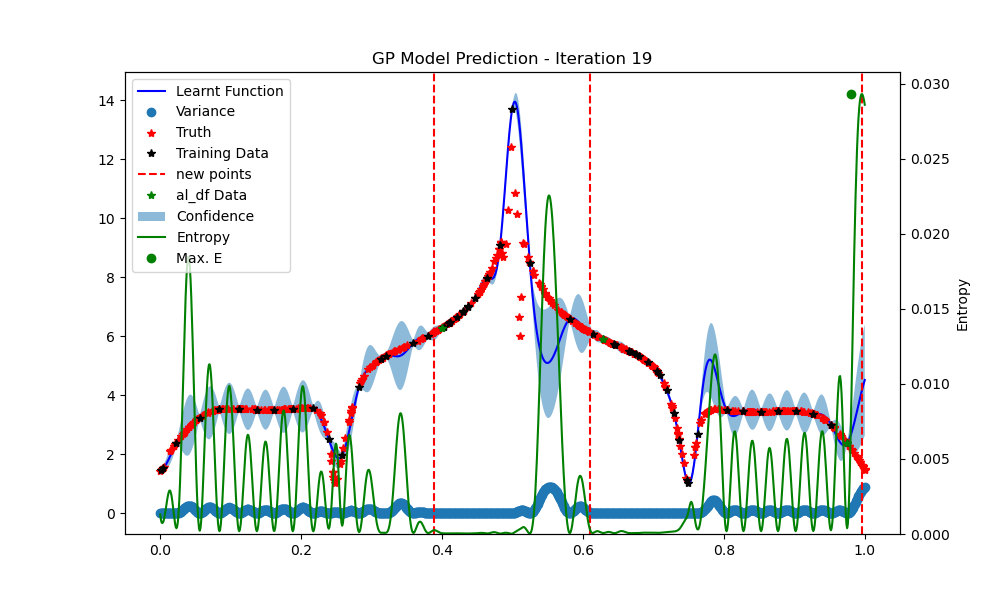 GP Model Prediction - Iteration 19
Learnt Function
Variance
Truth
Training Data
new points
al_df Data
Confidence
Entropy
Max. E
14
12
10
8
6
4
2
0
0.0
0.2
0.4
0.6
0.8
1.0
0.030
0.025
0.020
0.015
0.010
0.005
0.000
Entropy